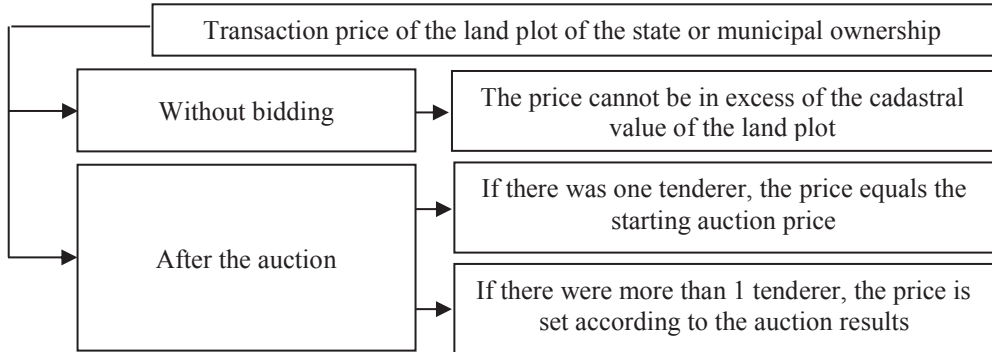 Transaction price of the land plot of the state or municipal ownership
Without bidding
The price cannot be in excess of the cadastral
value of the land plot
After the auction
If there was one tenderer, the price equals the
starting auction price
If there were more than 1 tenderer, the price is
set according to the auction results